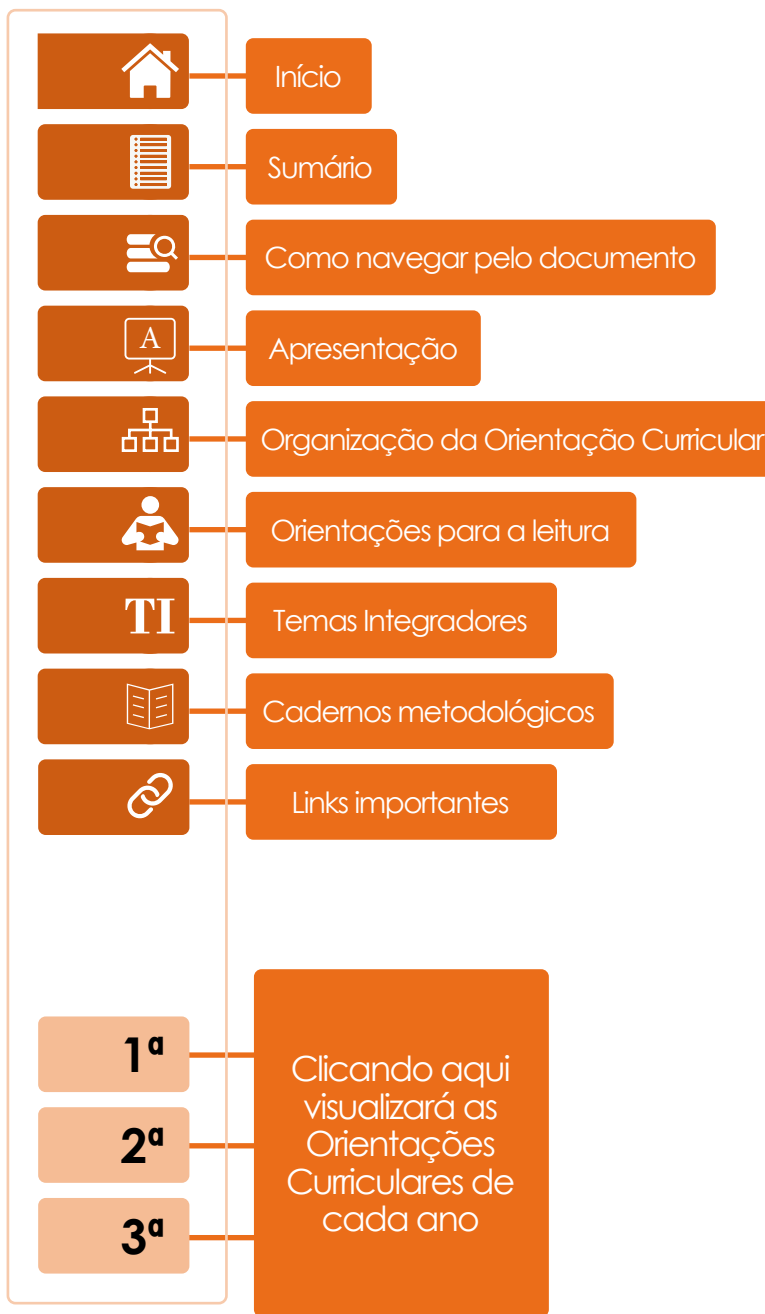 Início
Sumário
Como navegar pelo documento
A
Apresentação
Organização da Orientação Curricular
Orientações para a leitura
TI
Temas Integradores
Cadernos metodológicos
Links importantes
1ª
2ª
3ª
Clicando aqui
visualizará as
Orientações
Curriculares de
cada ano